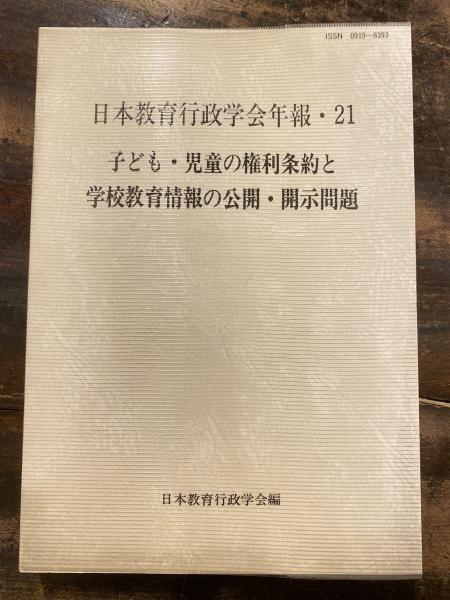 ISSN 0919—8393
日本教育行政学会年報・21
子ども・児童の権利条約と
学校教育情報の公開・開示問題
日本教育行政学会編